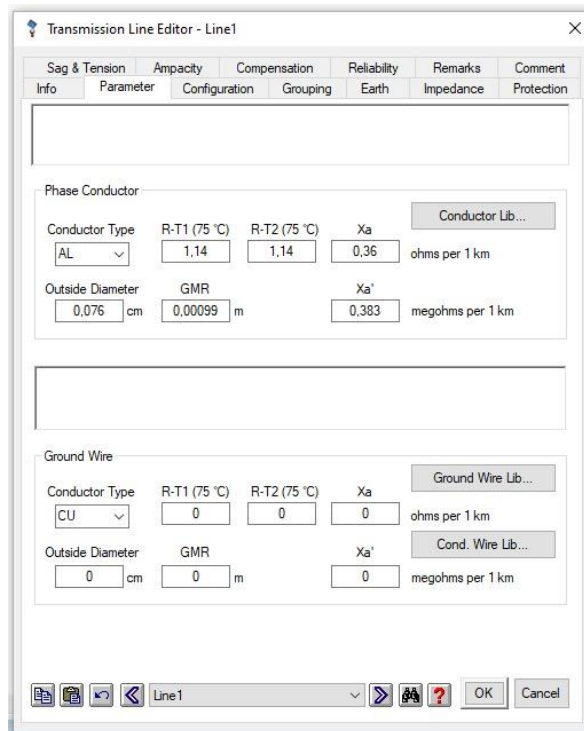 Transmission Line Editor - Line1
Sag & Tension Ampacity Compensation Reliability Remarks Comment
Info Parameter Configuration Grouping Earth Impedance Protection
Phase Conductor
Conductor Lib...
Conductor Type R-T1 (75 °C) R-T2 (75 °C) Xa
AL 1,14 1,14 0,36 ohms per 1 km
Outside Diameter GMR Xa'
0,076 cm 0,00099 m 0,383 megohms per 1 km
Ground Wire
Ground Wire Lib...
Conductor Type R-T1 (75 °C) R-T2 (75 °C) Xa
CU 0 0 0 ohms per 1 km
Cond. Wire Lib...
Outside Diameter GMR Xa'
0 cm 0 m 0 megohms per 1 km
Line1 ? OK Cancel